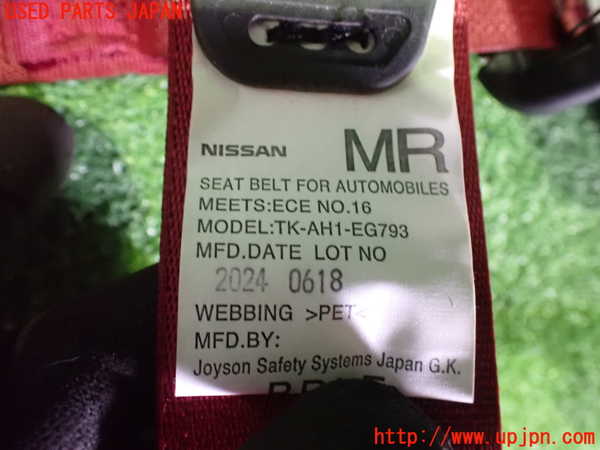 USED PARTS JAPAN
NISSAN MR
SEAT BELT FOR AUTOMOBILES
MEETS:ECE NO.16
MODEL:TK-AH1-EG793
MFD.DATE LOT NO
2024 0618
WEBBING >PET<
MFD.BY:
Joyson Safety Systems Japan G.K.
http://www.upjpn.com/